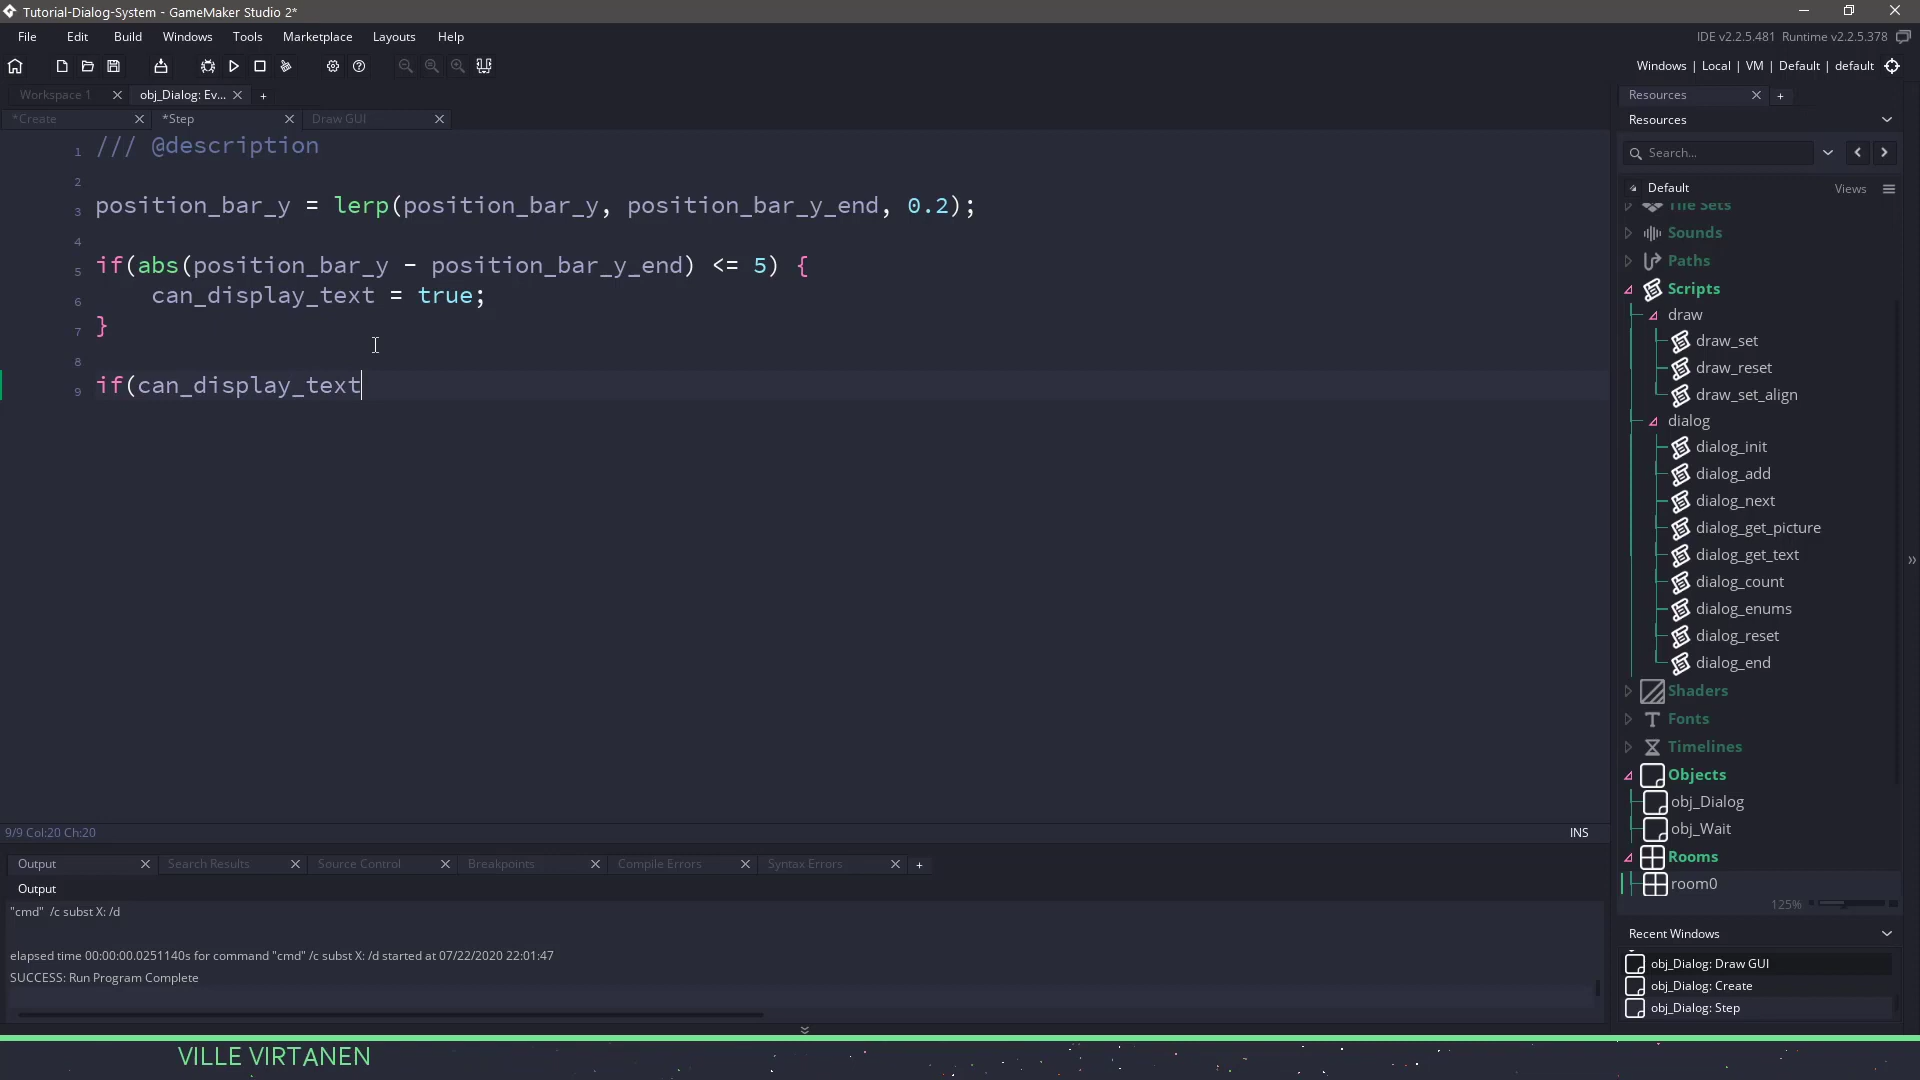 Tutorial-Dialog-System - GameMaker Studio 2*
File Edit Build Windows Tools Marketplace Layouts Help
IDE v2.2.5.481 Runtime v2.2.5.378
Windows | Local | VM | Default | default
Workspace 1
obj_Dialog: Ev...
+
Resources
+
*Create
*Step
Draw GUI
Resources
Search...
Default
Views
1 /// @description
2
3 position_bar_y = lerp(position_bar_y, position_bar_y_end, 0.2);
4
5 if(abs(position_bar_y - position_bar_y_end) <= 5) {
6 can_display_text = true;
7 }
8
9 if(can_display_text
Tile Sets
Sounds
Paths
Scripts
draw
draw_set
draw_reset
draw_set_align
dialog
dialog_init
dialog_add
dialog_next
dialog_get_picture
dialog_get_text
dialog_count
dialog_enums
dialog_reset
dialog_end
Shaders
Fonts
Timelines
Objects
obj_Dialog
obj_Wait
Rooms
room0
125%
9/9 Col:20 Ch:20
INS
Output
Search Results
Source Control
Breakpoints
Compile Errors
Syntax Errors
+
Output
"cmd" /c subst X: /d
elapsed time 00:00:00.0251140s for command "cmd" /c subst X: /d started at 07/22/2020 22:01:47
SUCCESS: Run Program Complete
Recent Windows
obj_Dialog: Draw GUI
obj_Dialog: Create
obj_Dialog: Step
VILLE VIRTANEN